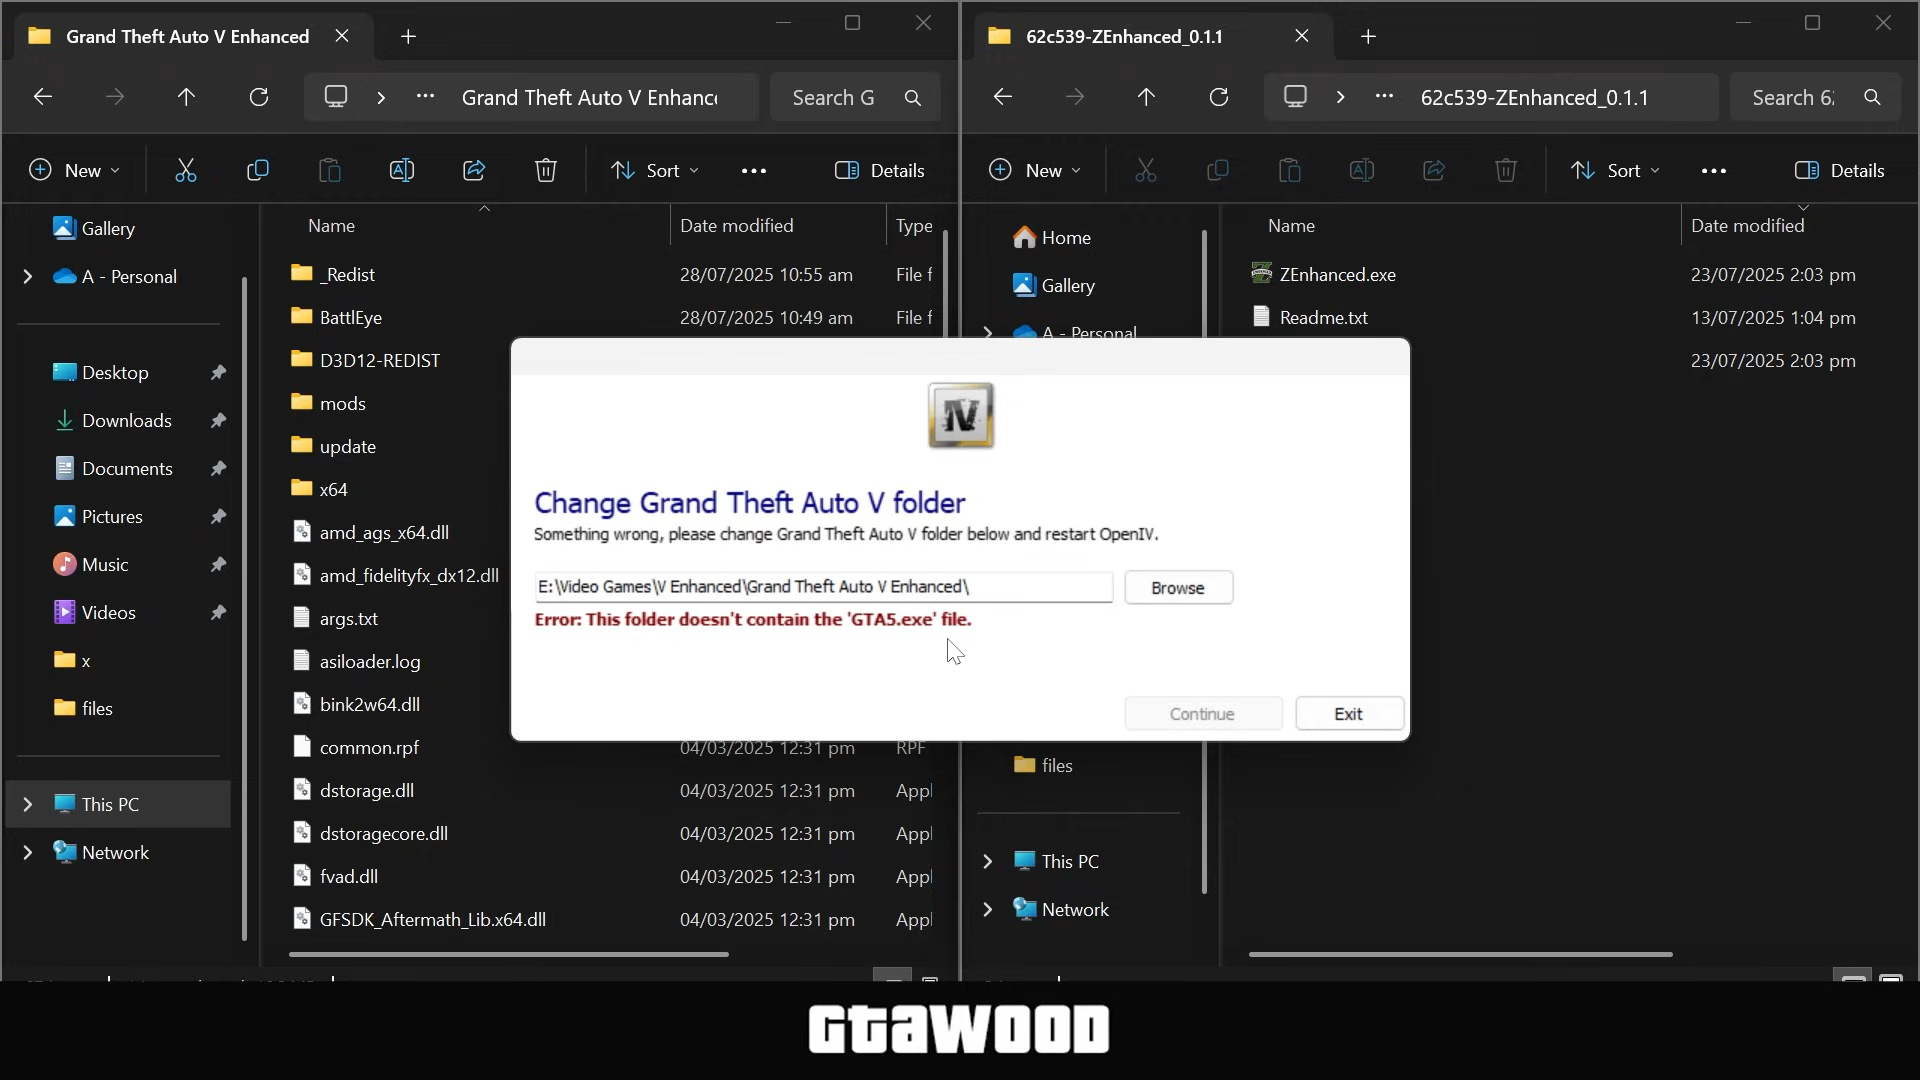 Grand Theft Auto V Enhanced
Grand Theft Auto V Enhanc
Search G
New
Sort
Details
Gallery
A - Personal
Desktop
Downloads
Documents
Pictures
Music
Videos
x
files
This PC
Network
Name Date modified Type
_Redist 28/07/2025 10:55 am File f
BattlEye 28/07/2025 10:49 am File f
D3D12-REDIST
mods
update
x64
amd_ags_x64.dll
amd_fidelityfx_dx12.dll
args.txt
asiloader.log
bink2w64.dll
common.rpf 04/03/2025 12:31 pm RPF
dstorage.dll 04/03/2025 12:31 pm Appl
dstoragecore.dll 04/03/2025 12:31 pm Appl
fvad.dll 04/03/2025 12:31 pm Appl
GFSDK_Aftermath_Lib.x64.dll 04/03/2025 12:31 pm Appl
62c539-ZEnhanced_0.1.1
62c539-ZEnhanced_0.1.1
Search 62
New
Sort
Details
Home
Gallery
A - Personal
files
This PC
Network
Name Date modified
ZEnhanced.exe 23/07/2025 2:03 pm
Readme.txt 13/07/2025 1:04 pm
23/07/2025 2:03 pm
IV
Change Grand Theft Auto V folder
Something wrong, please change Grand Theft Auto V folder below and restart OpenIV.
E:\Video Games\V Enhanced\Grand Theft Auto V Enhanced\
Browse
Error: This folder doesn't contain the 'GTA5.exe' file.
Continue
Exit
GTAWOOD